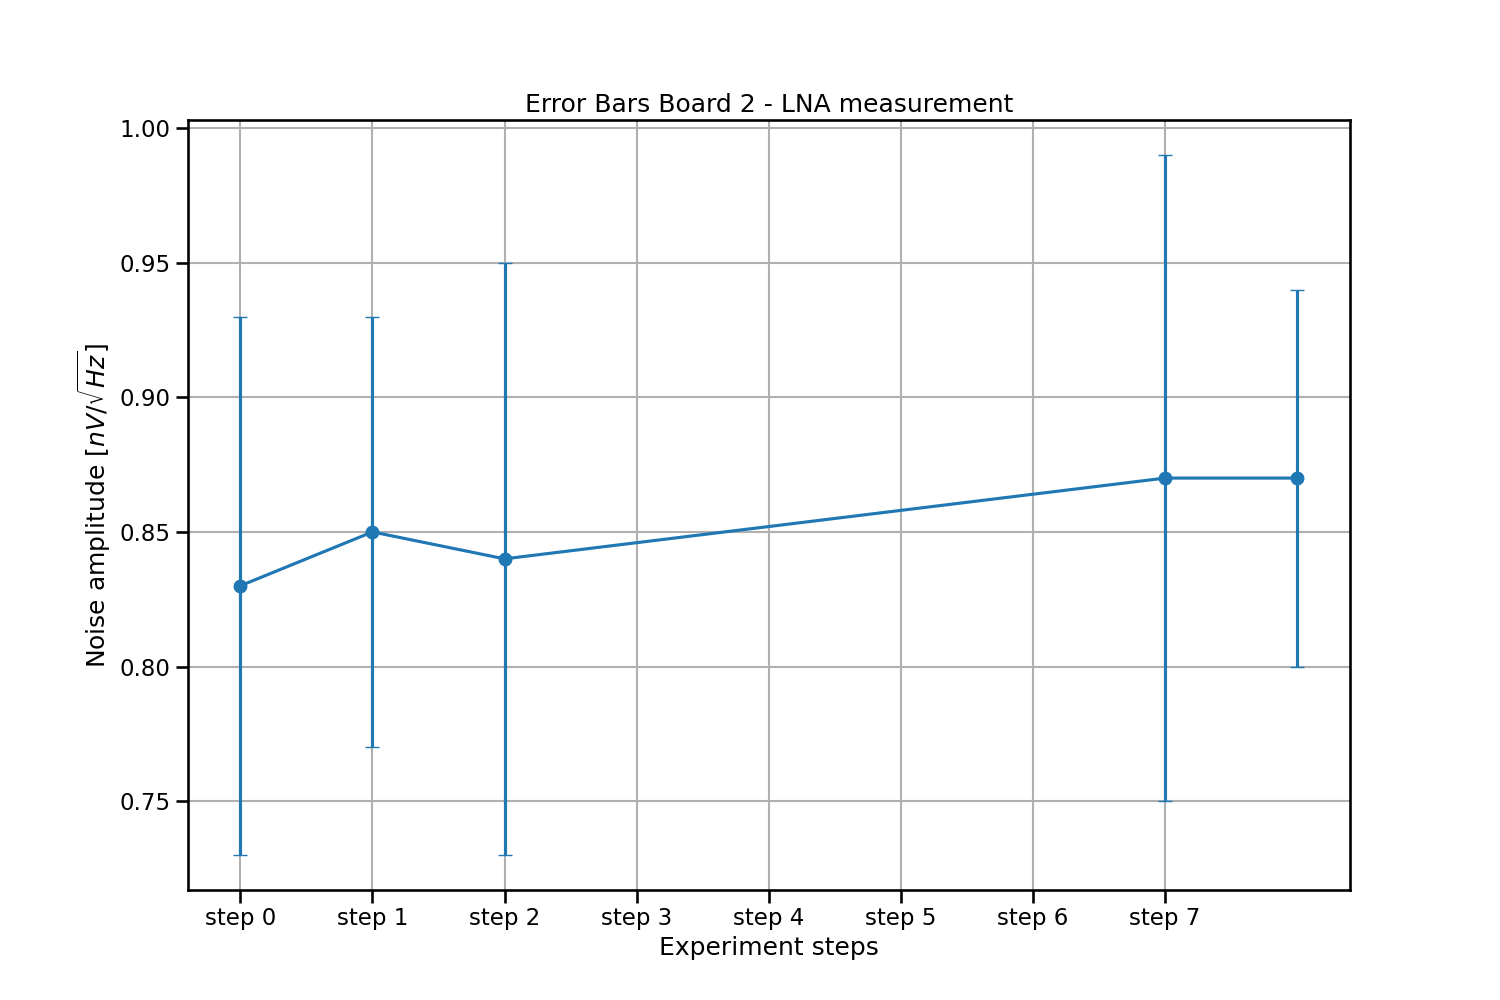 Error Bars Board 2 - LNA measurement
1.00
0.95
0.90
0.85
0.80
0.75
Noise amplitude [nV/√Hz]
step 0 step 1 step 2 step 3 step 4 step 5 step 6 step 7
Experiment steps